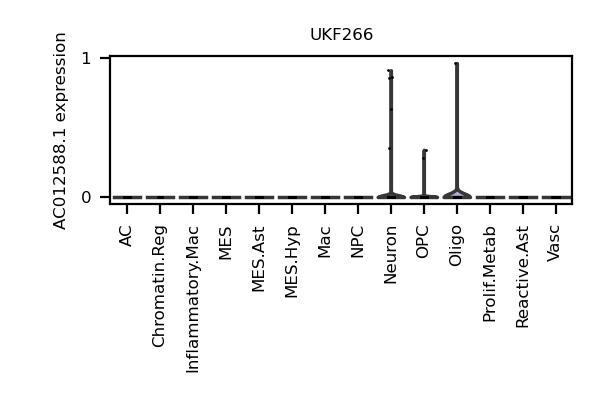 UKF266
AC012588.1 expression
1
0
AC
Chromatin.Reg
Inflammatory.Mac
MES
MES.Ast
MES.Hyp
Mac
NPC
Neuron
OPC
Oligo
Prolif.Metab
Reactive.Ast
Vasc